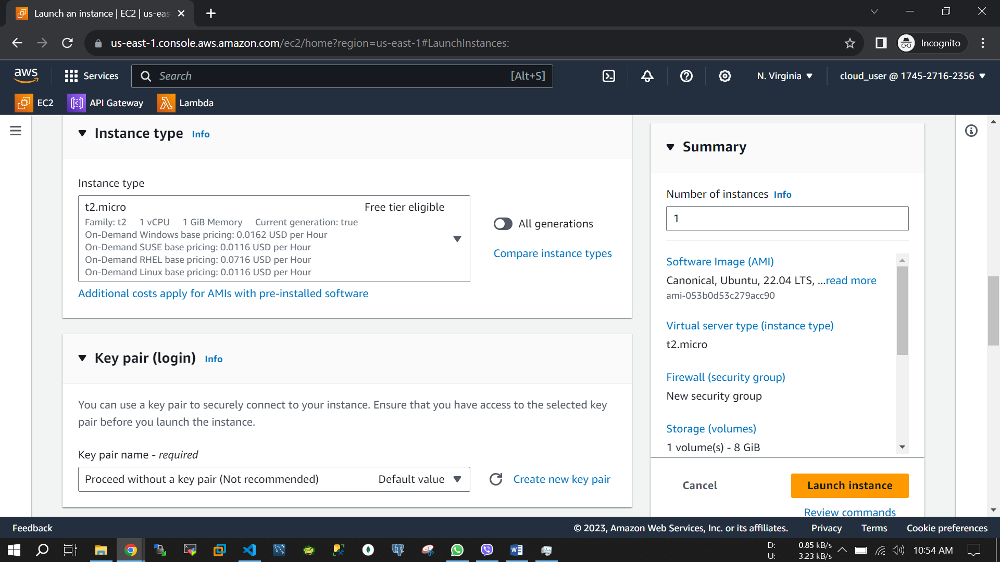 Launch an instance | EC2 | us-eas
us-east-1.console.aws.amazon.com/ec2/home?region=us-east-1#LaunchInstances:
Incognito
aws
Services
Search
[Alt+S]
N. Virginia
cloud_user @ 1745-2716-2356
EC2
API Gateway
Lambda
Instance type Info
Instance type
t2.micro Free tier eligible
Family: t2 1 vCPU 1 GiB Memory Current generation: true
On-Demand Windows base pricing: 0.0162 USD per Hour
On-Demand SUSE base pricing: 0.0116 USD per Hour
On-Demand RHEL base pricing: 0.0716 USD per Hour
On-Demand Linux base pricing: 0.0116 USD per Hour
All generations
Compare instance types
Additional costs apply for AMIs with pre-installed software
Key pair (login) Info
You can use a key pair to securely connect to your instance. Ensure that you have access to the selected key
pair before you launch the instance.
Key pair name - required
Proceed without a key pair (Not recommended) Default value
Create new key pair
Summary
Number of instances Info
1
Software Image (AMI)
Canonical, Ubuntu, 22.04 LTS, ...read more
ami-053b0d53c279acc90
Virtual server type (instance type)
t2.micro
Firewall (security group)
New security group
Storage (volumes)
1 volume(s) - 8 GiB
Cancel
Launch instance
Review commands
Feedback
© 2023, Amazon Web Services, Inc. or its affiliates.
Privacy
Terms
Cookie preferences
D: 0.85 kB/s
U: 3.23 kB/s
10:54 AM